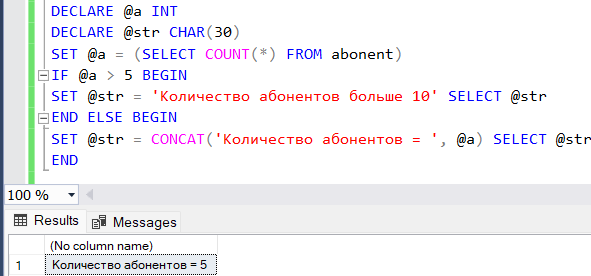 DECLARE @a INT
DECLARE @str CHAR(30)
SET @a = (SELECT COUNT(*) FROM abonent)
IF @a > 5 BEGIN
SET @str = 'Количество абонентов больше 10' SELECT @str
END ELSE BEGIN
SET @str = CONCAT('Количество абонентов = ', @a) SELECT @str
END
100 %
Results Messages
(No column name)
1 Количество абонентов = 5